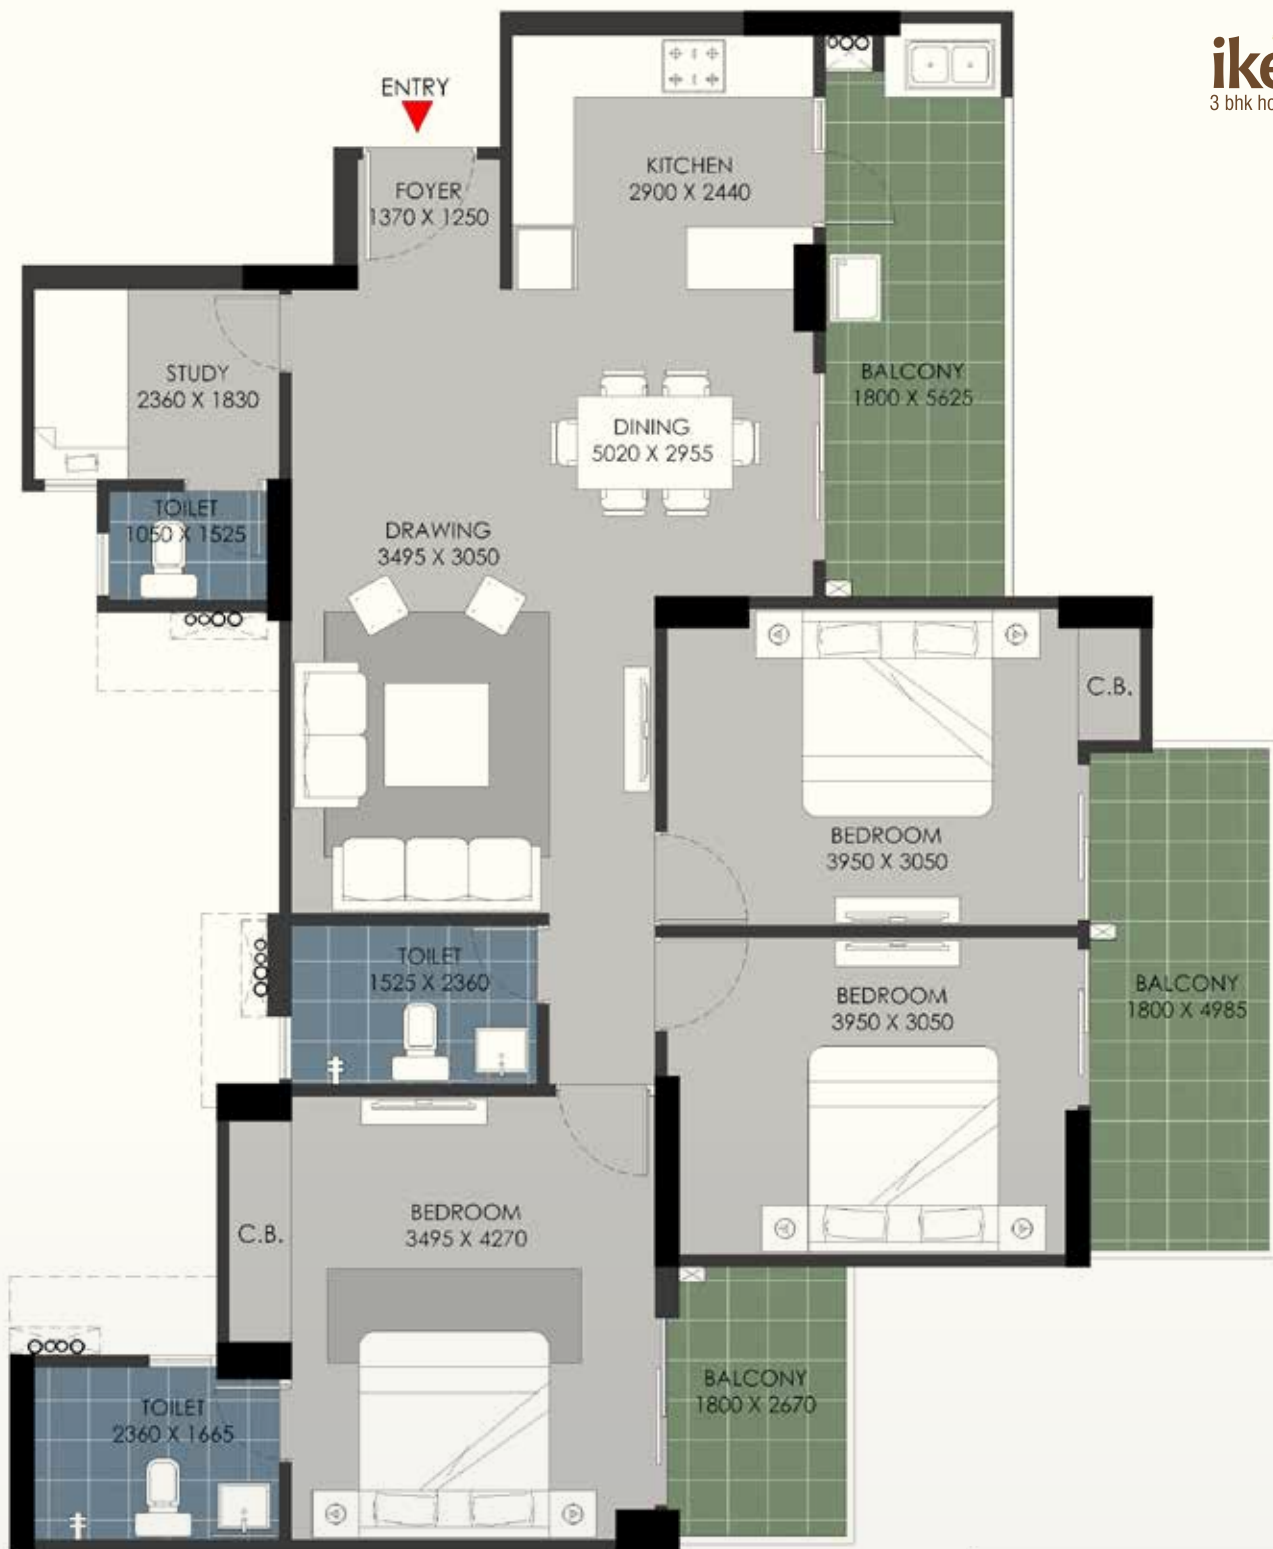 ENTRY
FOYER
1370 X 1250
KITCHEN
2900 X 2440
3 bhk
STUDY
2360 X 1830
BALCONY
1800 X 5625
DINING
5020 X 2955
TOILET
1050 X 1525
DRAWING
3495 X 3050
C.B.
BEDROOM
3950 X 3050
TOILET
1525 X 2360
BEDROOM
3950 X 3050
BALCONY
1800 X 4985
C.B.
BEDROOM
3495 X 4270
BALCONY
1800 X 2670
TOILET
2360 X 1665